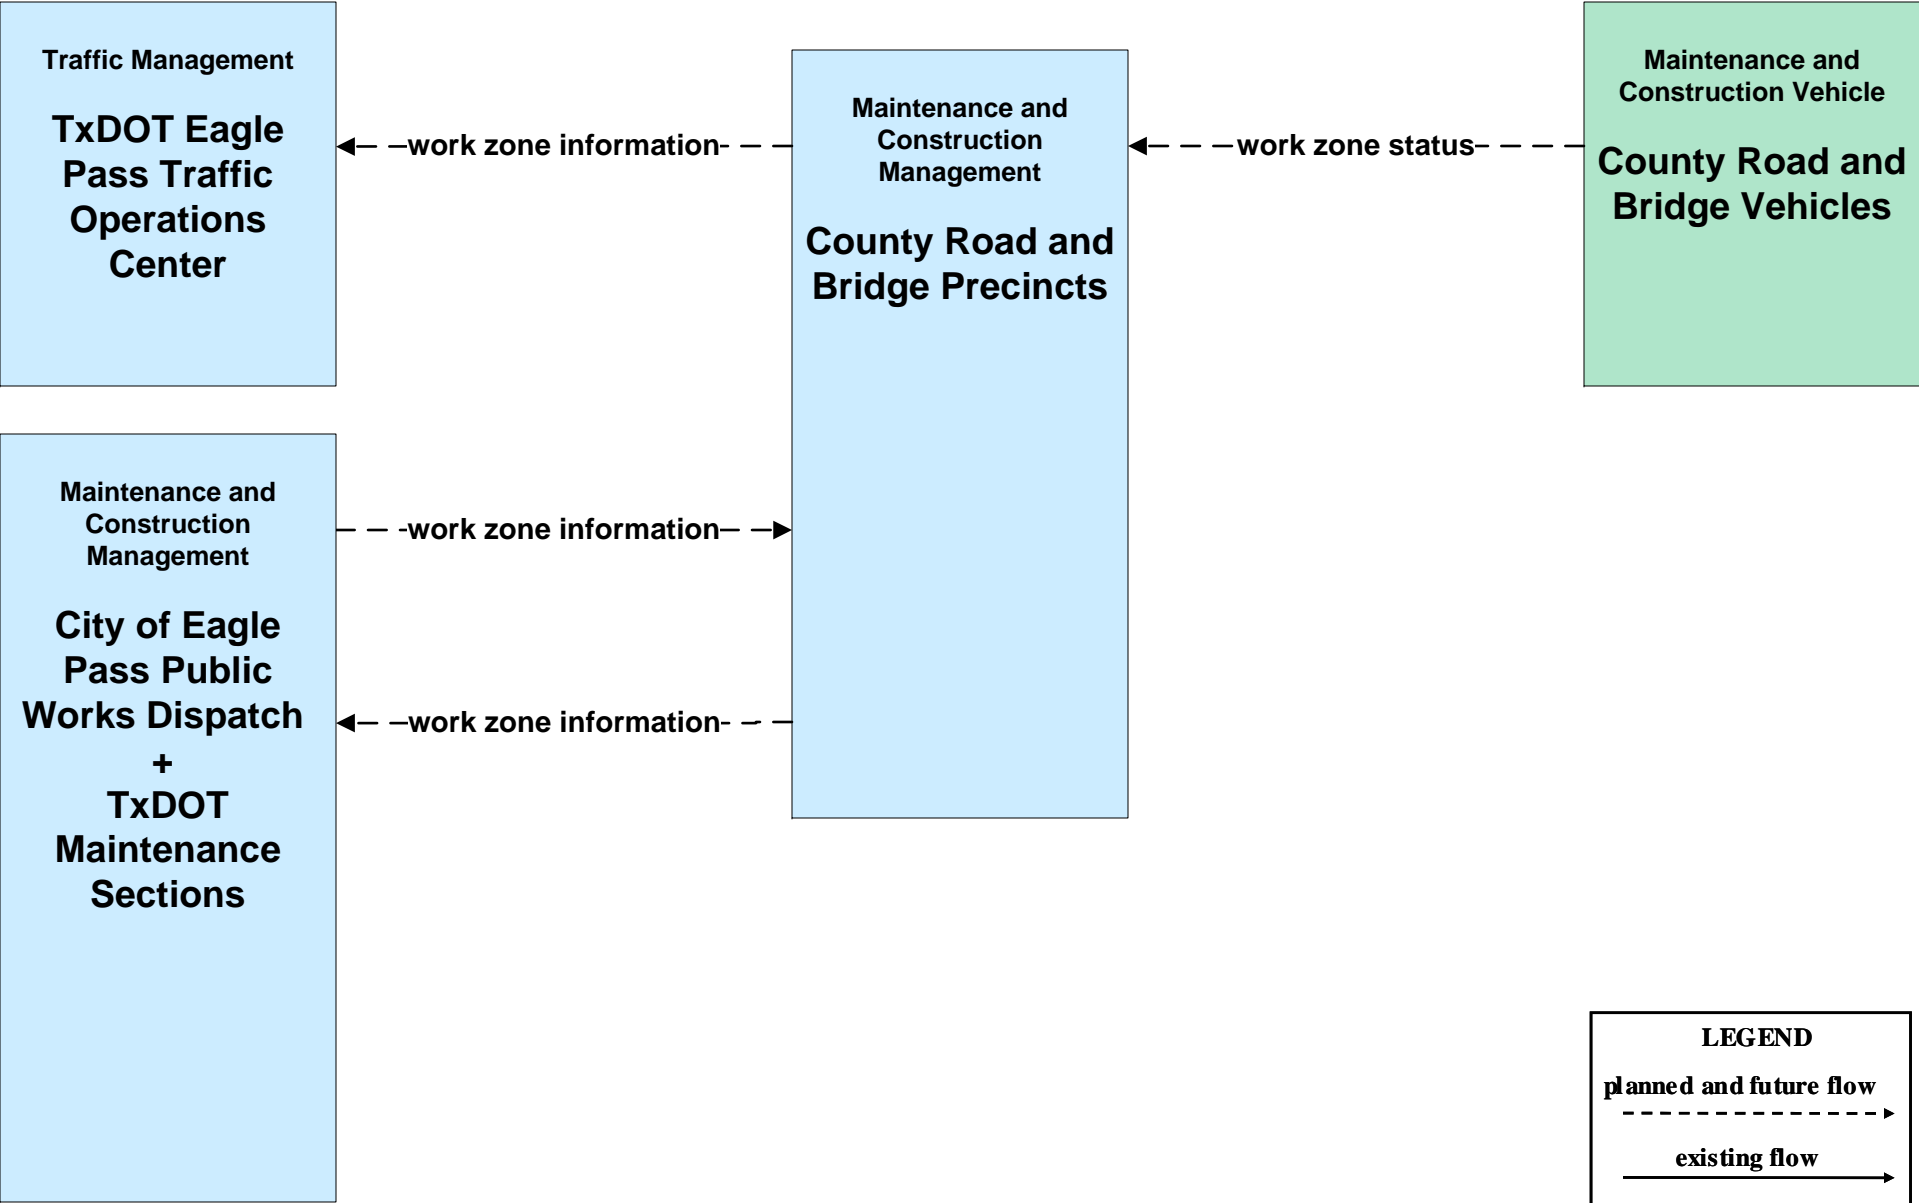 Traffic Management
TxDOT Eagle
Pass Traffic
Operations
Center
work zone information
Maintenance and
Construction
Management
County Road and
Bridge Precincts
work zone status
Maintenance and
Construction Vehicle
County Road and
Bridge Vehicles
Maintenance and
Construction
Management
City of Eagle
Pass Public
Works Dispatch
+
TxDOT
Maintenance
Sections
work zone information
work zone information
LEGEND
planned and future flow
existing flow